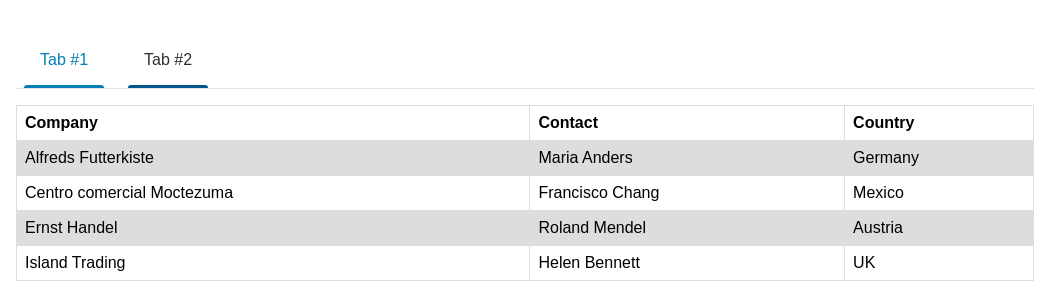 Tab #1 Tab #2
Company Contact Country
Alfreds Futterkiste Maria Anders Germany
Centro comercial Moctezuma Francisco Chang Mexico
Ernst Handel Roland Mendel Austria
Island Trading Helen Bennett UK